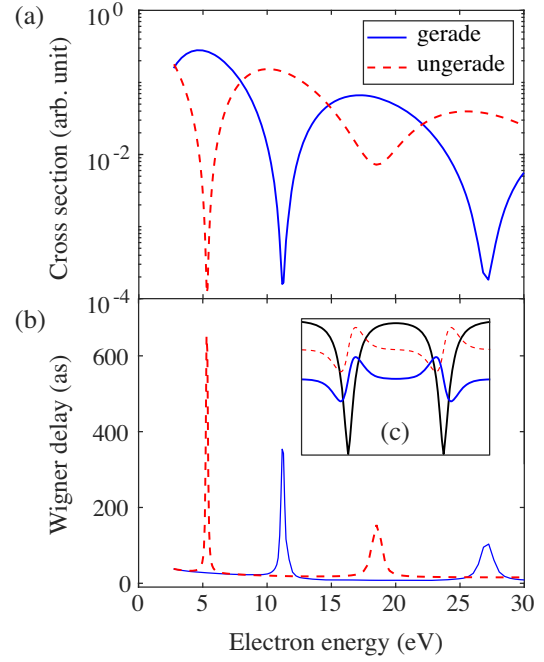 (a)
10^0
gerade
ungerade
Cross section (arb. unit)
10^-2
10^-4
(b)
Wigner delay (as)
600
400
200
0
(c)
0 5 10 15 20 25 30
Electron energy (eV)